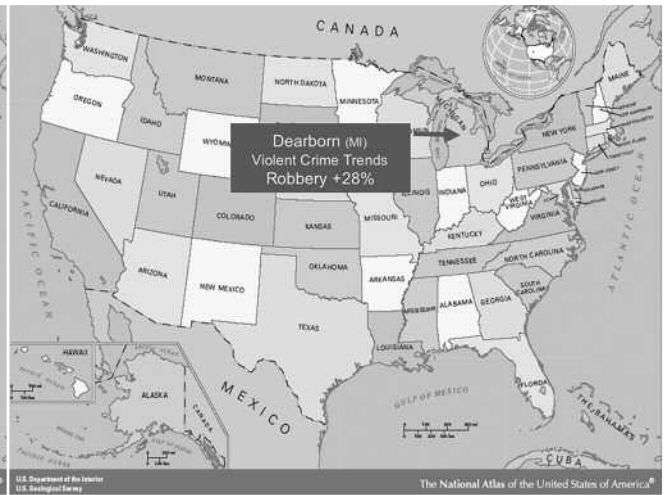 CANADA
WASHINGTON
MONTANA
NORTH DAKOTA
MINNESOTA
MICHIGAN
MAINE
OREGON
IDAHO
WYOM
NEW YORK
Dearborn (MI)
Violent Crime Trends
Robbery +28%
NEVADA
UTAH
COLORADO
KANSAS
MISSOURI
ILLINOIS
INDIANA
OHIO
PENNSYLVANIA
WEST VIRGINIA
VIRGINIA
KENTUCKY
CALIFORNIA
PACIFIC OCEAN
ATLANTIC OCEAN
ARIZONA
NEW MEXICO
OKLAHOMA
ARKANSAS
TENNESSEE
NORTH CAROLINA
SOUTH CAROLINA
TEXAS
LOUISIANA
MISSISSIPPI
ALABAMA
GEORGIA
FLORIDA
HAWAII
ALASKA
CANADA
MEXICO
GULF OF MEXICO
THE BAHAMAS
CUBA
U.S. Department of the Interior
U.S. Geological Survey
The National Atlas of the United States of America®